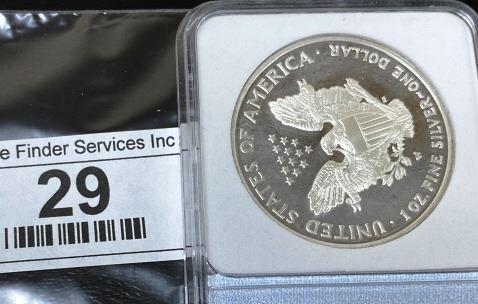 e Finder Services Inc
29
UNITED STATES OF AMERICA · 1 OZ. FINE SILVER~ONE DOLLAR